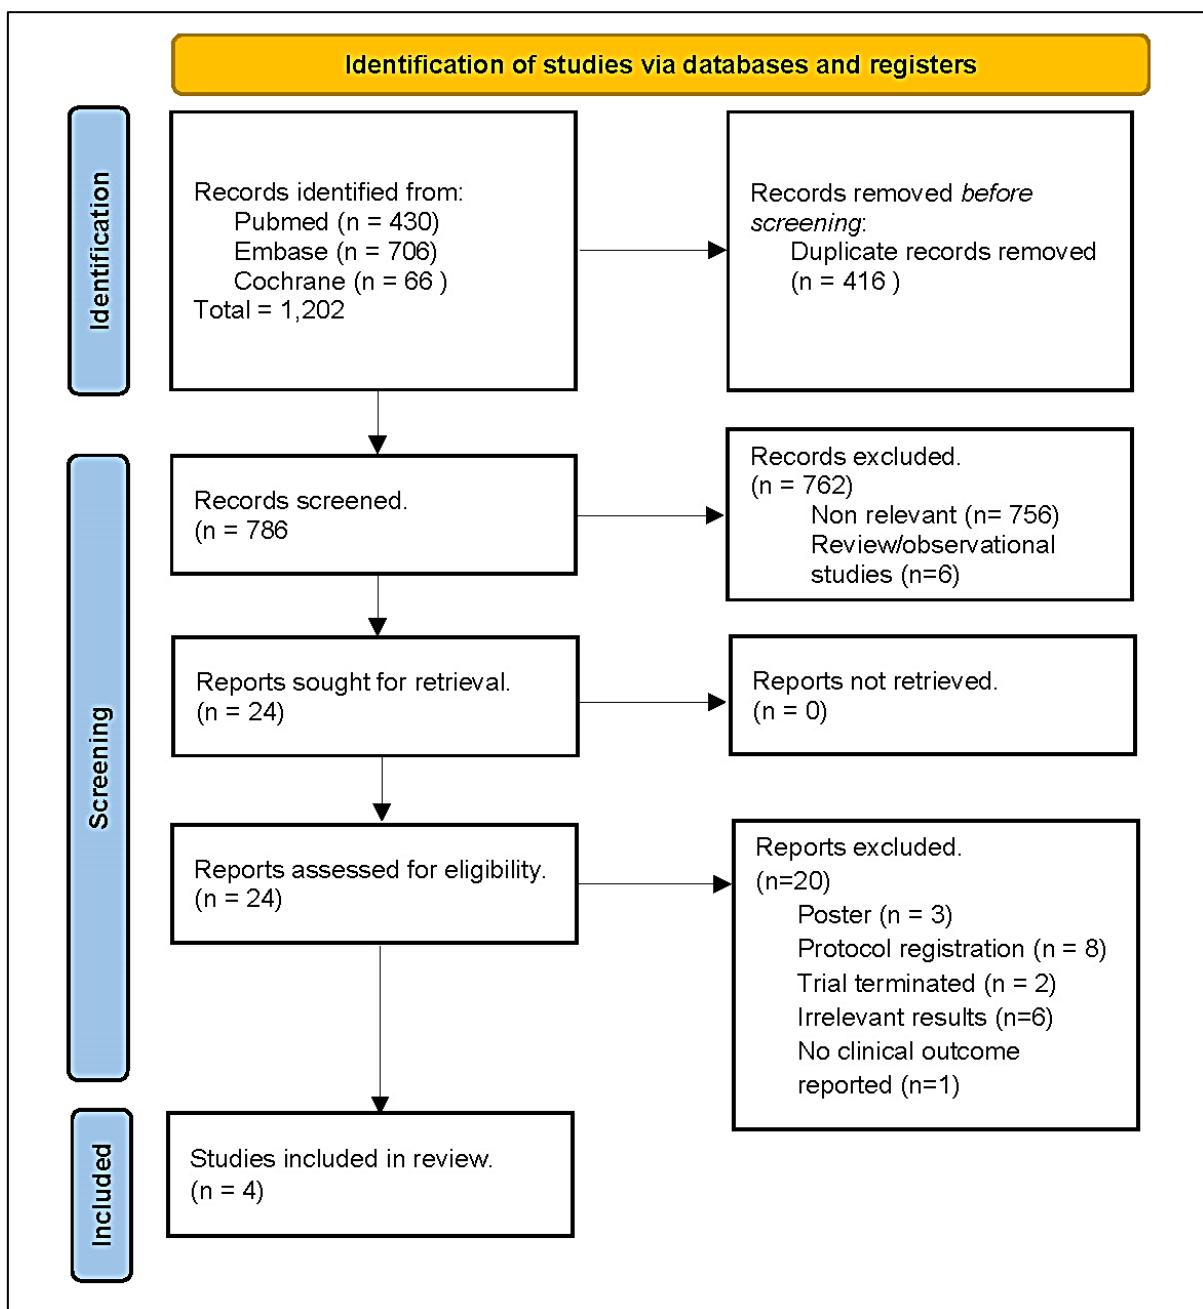 Identification of studies via databases and registers
Identification
Records identified from:
Pubmed (n = 430)
Embase (n = 706)
Cochrane (n = 66 )
Total = 1,202
Records removed before
screening:
Duplicate records removed
(n = 416 )
Screening
Records screened.
(n = 786
Records excluded.
(n = 762)
Non relevant (n= 756)
Review/observational
studies (n=6)
Reports sought for retrieval.
(n = 24)
Reports not retrieved.
(n = 0)
Reports assessed for eligibility.
(n = 24)
Reports excluded.
(n=20)
Poster (n = 3)
Protocol registration (n = 8)
Trial terminated (n = 2)
Irrelevant results (n=6)
No clinical outcome
reported (n=1)
Included
Studies included in review.
(n = 4)